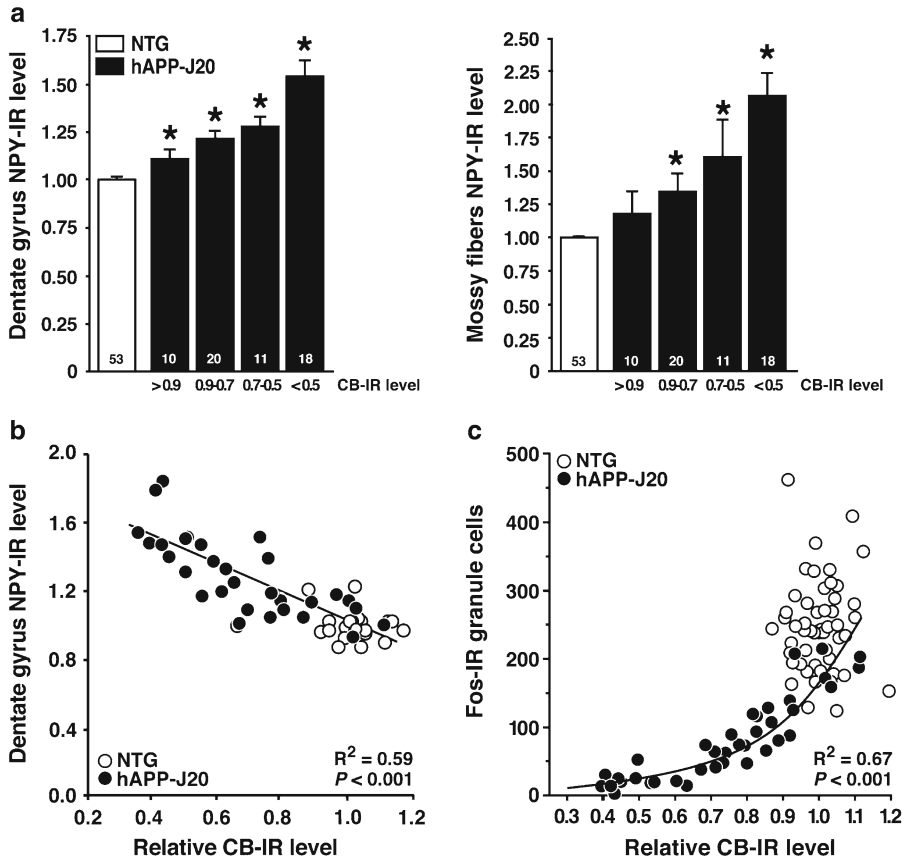 a
Dentate gyrus NPY-IR level
1.75
1.50
1.25
1.00
0.75
0.50
0.25
0
NTG
hAPP-J20
* * * *
53 10 20 11 18
>0.9 0.9-0.7 0.7-0.5 <0.5 CB-IR level
Mossy fibers NPY-IR level
2.50
2.25
2.00
1.75
1.50
1.25
1.00
0.75
0.50
0.25
0
* * *
53 10 20 11 18
>0.9 0.9-0.7 0.7-0.5 <0.5 CB-IR level
b
Dentate gyrus NPY-IR level
2.0
1.6
1.2
0.8
0.4
0.0
NTG
hAPP-J20
R² = 0.59
P < 0.001
0.2 0.4 0.6 0.8 1.0 1.2
Relative CB-IR level
c
Fos-IR granule cells
500
400
300
200
100
0
NTG
hAPP-J20
R² = 0.67
P < 0.001
0.3 0.4 0.5 0.6 0.7 0.8 0.9 1.0 1.1 1.2
Relative CB-IR level